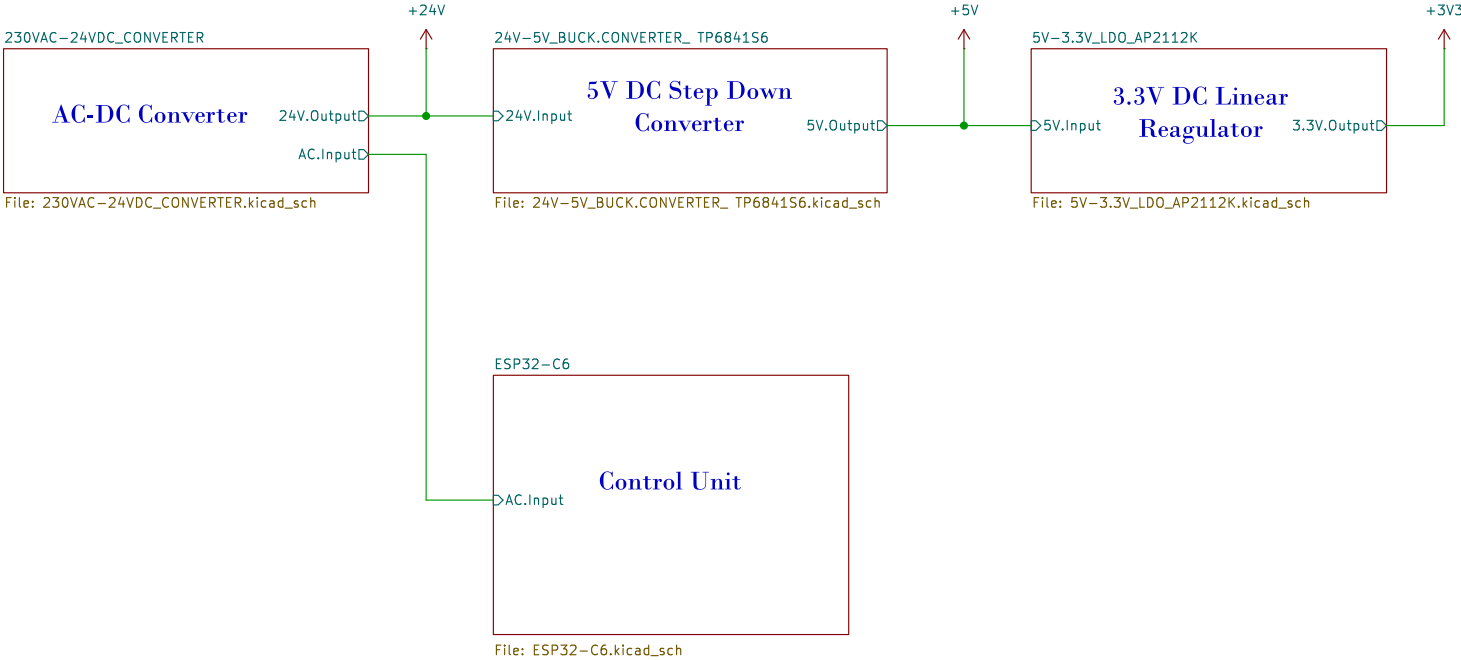 +24V
+5V
+3V3
230VAC-24VDC_CONVERTER
24V-5V_BUCK.CONVERTER_ TP6841S6
5V-3.3V_LDO_AP2112K
AC-DC Converter
24V.Output
AC.Input
24V.Input
5V DC Step Down
Converter
5V.Output
5V.Input
3.3V DC Linear
Reagulator
3.3V.Output
File: 230VAC-24VDC_CONVERTER.kicad_sch
File: 24V-5V_BUCK.CONVERTER_ TP6841S6.kicad_sch
File: 5V-3.3V_LDO_AP2112K.kicad_sch
ESP32-C6
Control Unit
AC.Input
File: ESP32-C6.kicad_sch